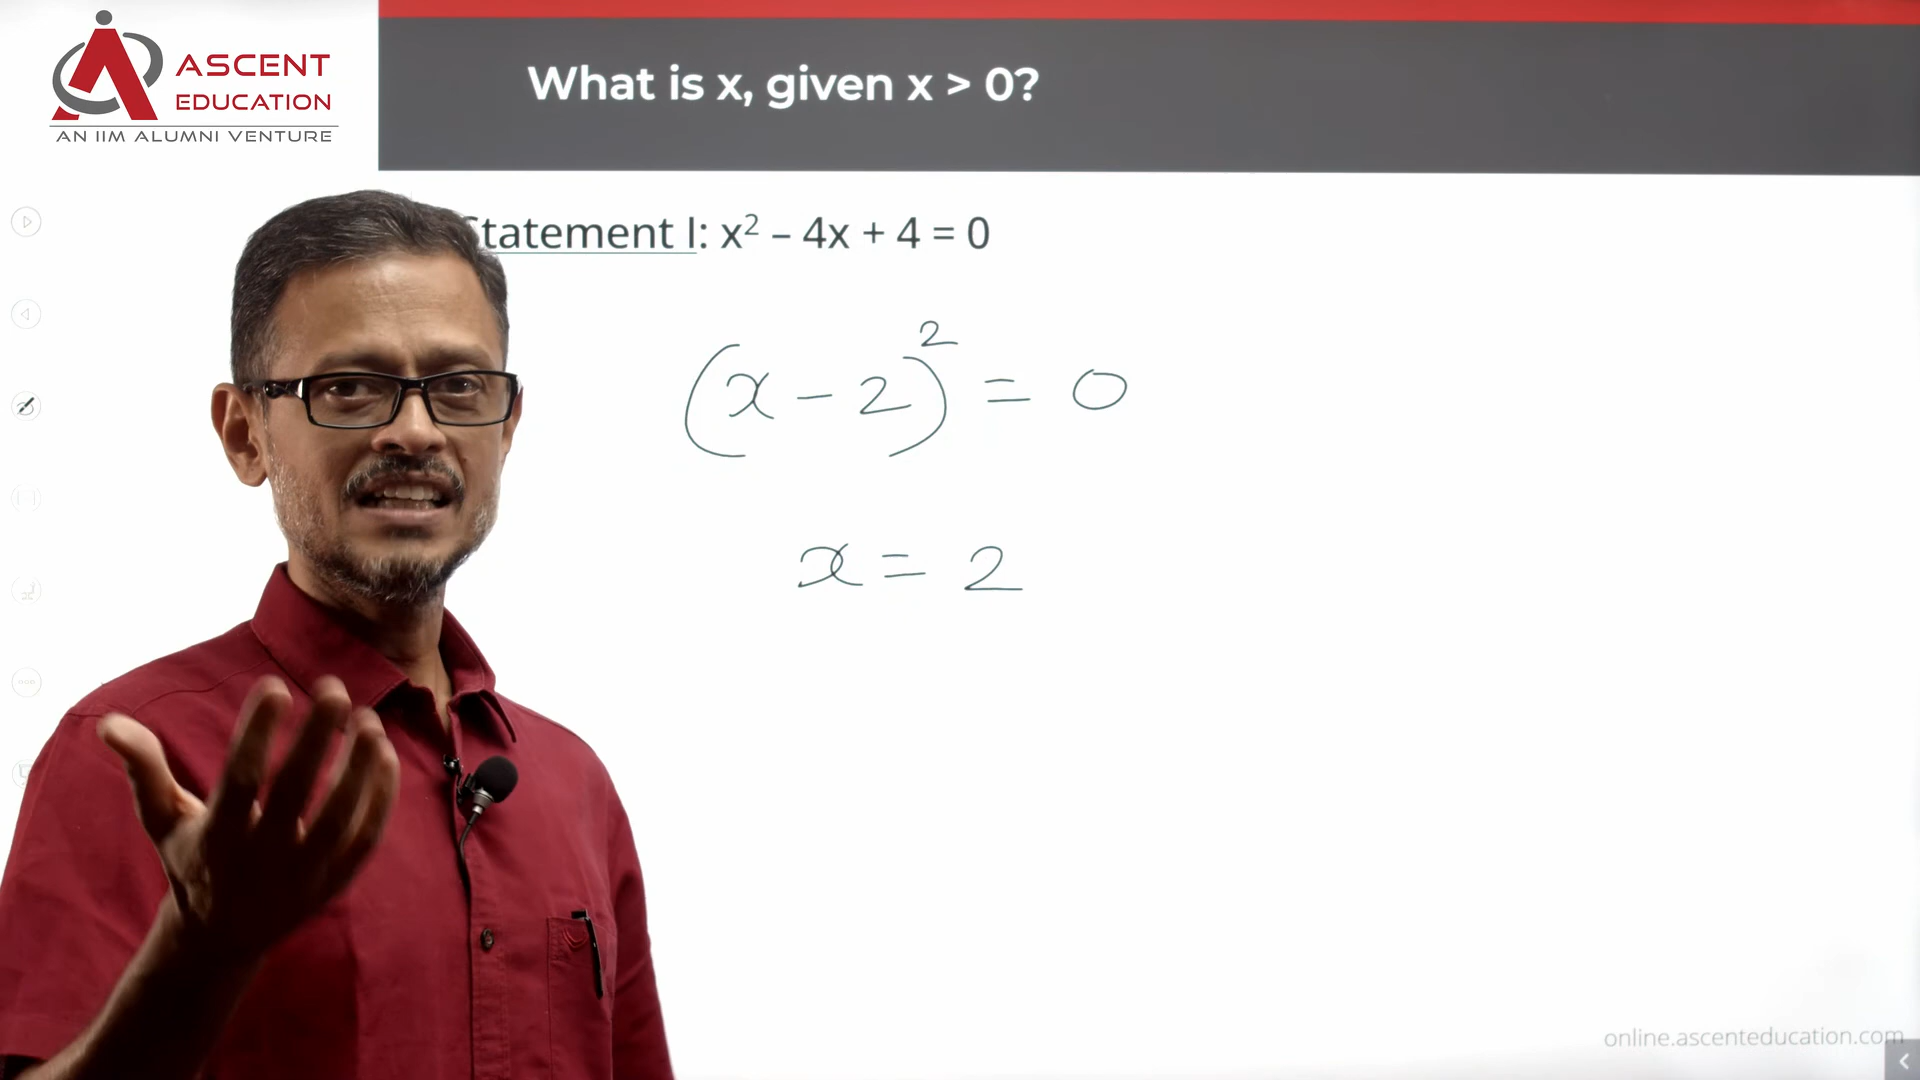 ASCENT
EDUCATION
AN IIM ALUMNI VENTURE
What is x, given x > 0?
Statement I: x² – 4x + 4 = 0
(x – 2)² = 0
x = 2
online.ascenteducation.com